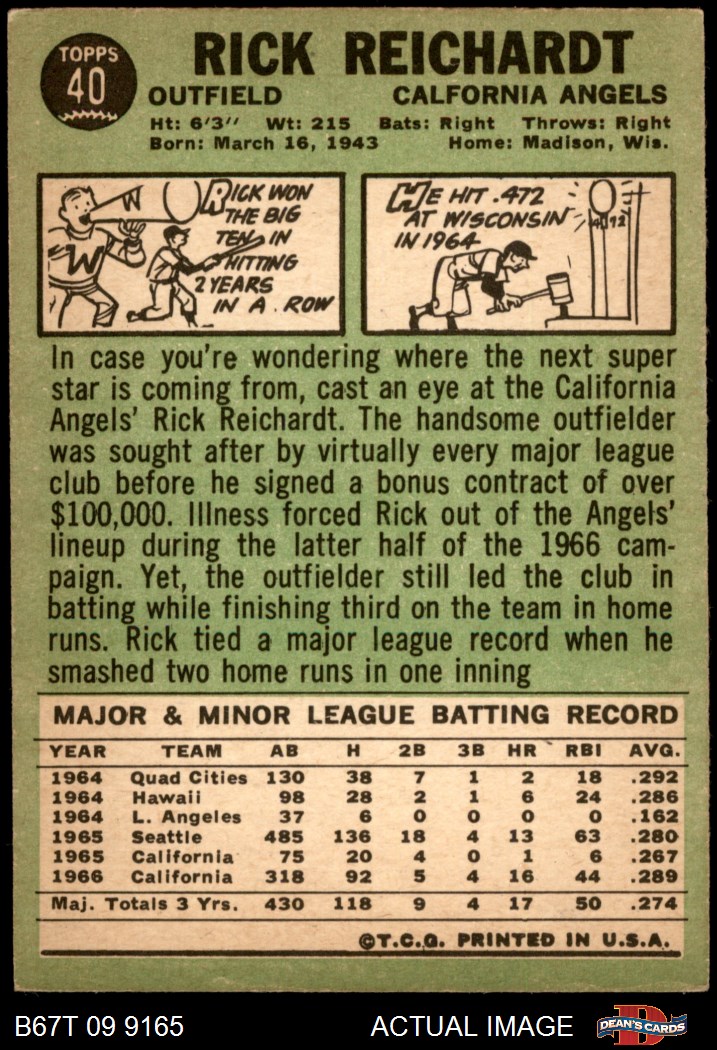 TOPPS
40
RICK REICHARDT
OUTFIELD CALFORNIA ANGELS
Ht: 6'3" Wt: 215 Bats: Right Throws: Right
Born: March 16, 1943 Home: Madison, Wis.
W
W
RICK WON
THE BIG
TEN IN
HITTING
2 YEARS
IN A ROW
HE HIT .472
AT WISCONSIN
IN 1964
.472
In case you're wondering where the next super
star is coming from, cast an eye at the California
Angels' Rick Reichardt. The handsome outfielder
was sought after by virtually every major league
club before he signed a bonus contract of over
$100,000. Illness forced Rick out of the Angels'
lineup during the latter half of the 1966 cam-
paign. Yet, the outfielder still led the club in
batting while finishing third on the team in home
runs. Rick tied a major league record when he
smashed two home runs in one inning
MAJOR & MINOR LEAGUE BATTING RECORD
YEAR TEAM AB H 2B 3B HR RBI AVG.
1964 Quad Cities 130 38 7 1 2 18 .292
1964 Hawaii 98 28 2 1 6 24 .286
1964 L. Angeles 37 6 0 0 0 0 .162
1965 Seattle 485 136 18 4 13 63 .280
1965 California 75 20 4 0 1 6 .267
1966 California 318 92 5 4 16 44 .289
Maj. Totals 3 Yrs. 430 118 9 4 17 50 .274
©T.C.G. PRINTED IN U.S.A.
B67T 09 9165 ACTUAL IMAGE
DEAN'S CARDS